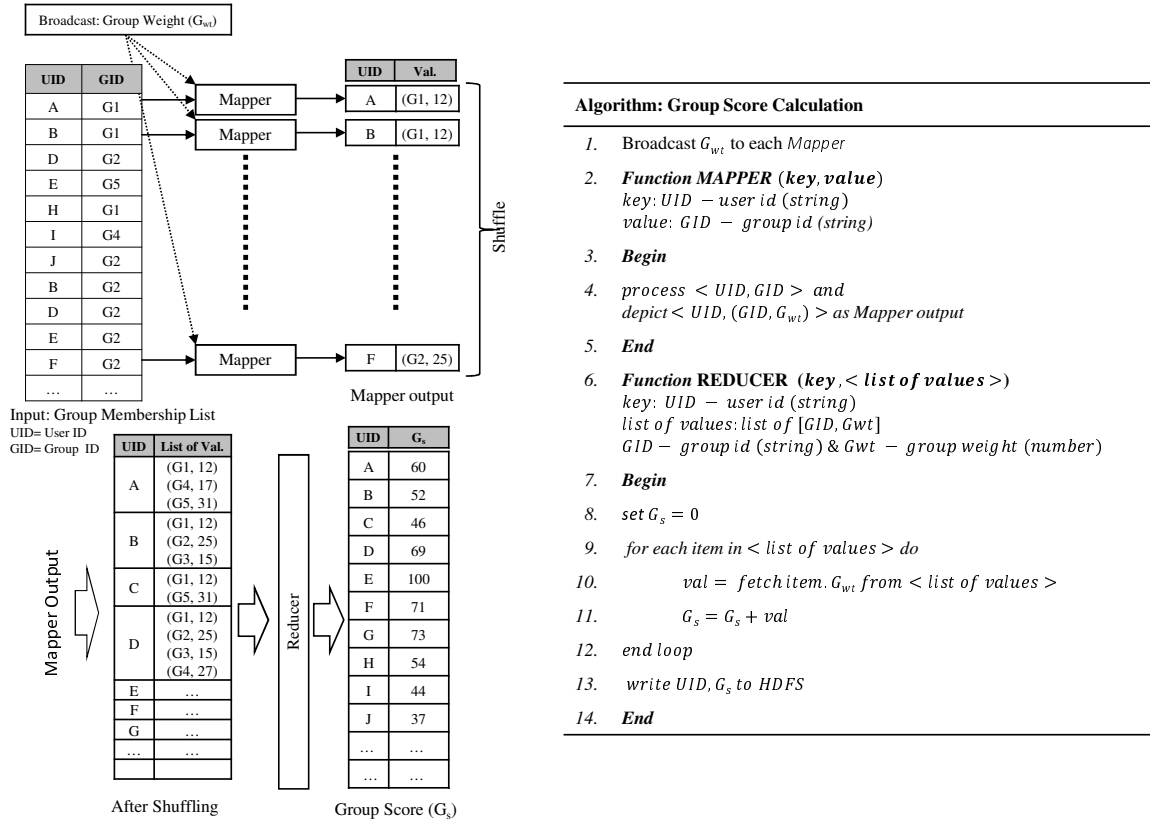 Broadcast: Group Weight (Gwt)
UID GID
A G1
B G1
D G2
E G5
H G1
I G4
J G2
B G2
D G2
E G2
F G2
... ...
Input: Group Membership List
UID= User ID
GID= Group ID
Mapper
Mapper
Mapper
UID Val.
A (G1, 12)
B (G1, 12)
F (G2, 25)
Mapper output
Shuffle
Mapper Output
UID List of Val.
A
(G1, 12)
(G4, 17)
(G5, 31)
B
(G1, 12)
(G2, 25)
(G3, 15)
C
(G1, 12)
(G5, 31)
D
(G1, 12)
(G2, 25)
(G3, 15)
(G4, 27)
E ...
F ...
G ...
... ...
After Shuffling
Reducer
UID Gs
A 60
B 52
C 46
D 69
E 100
F 71
G 73
H 54
I 44
J 37
... ...
... ...
Group Score (Gs)
Algorithm: Group Score Calculation
1. Broadcast Gwt to each Mapper
2. Function MAPPER (key, value)
key: UID − user id (string)
value: GID − group id (string)
3. Begin
4. process < UID, GID > and
depict < UID, (GID, Gwt) > as Mapper output
5. End
6. Function REDUCER (key, < list of values >)
key: UID − user id (string)
list of values: list of [GID, Gwt]
GID − group id (string) & Gwt − group weight (number)
7. Begin
8. set Gs = 0
9. for each item in < list of values > do
10. val = fetch item. Gwt from < list of values >
11. Gs = Gs + val
12. end loop
13. write UID, Gs to HDFS
14. End